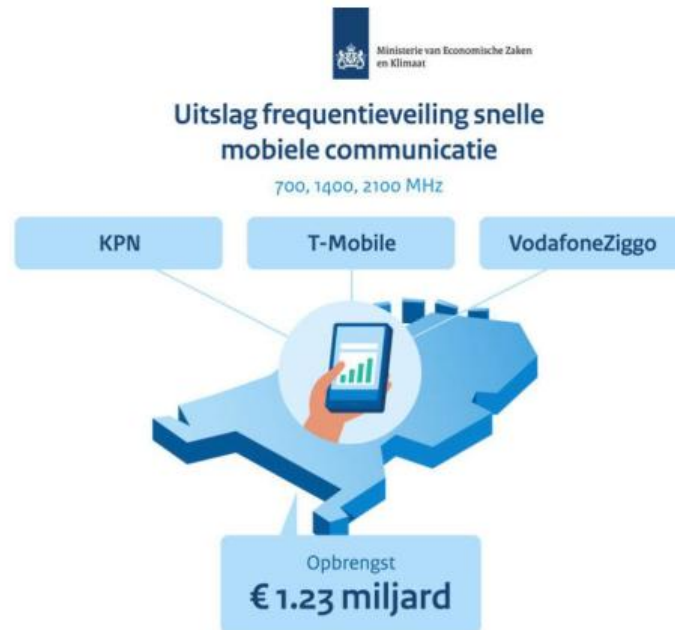 Ministerie van Economische Zaken
en Klimaat
Uitslag frequentieveiling snelle
mobiele communicatie
700, 1400, 2100 MHz
KPN
T-Mobile
VodafoneZiggo
Opbrengst
€ 1.23 miljard